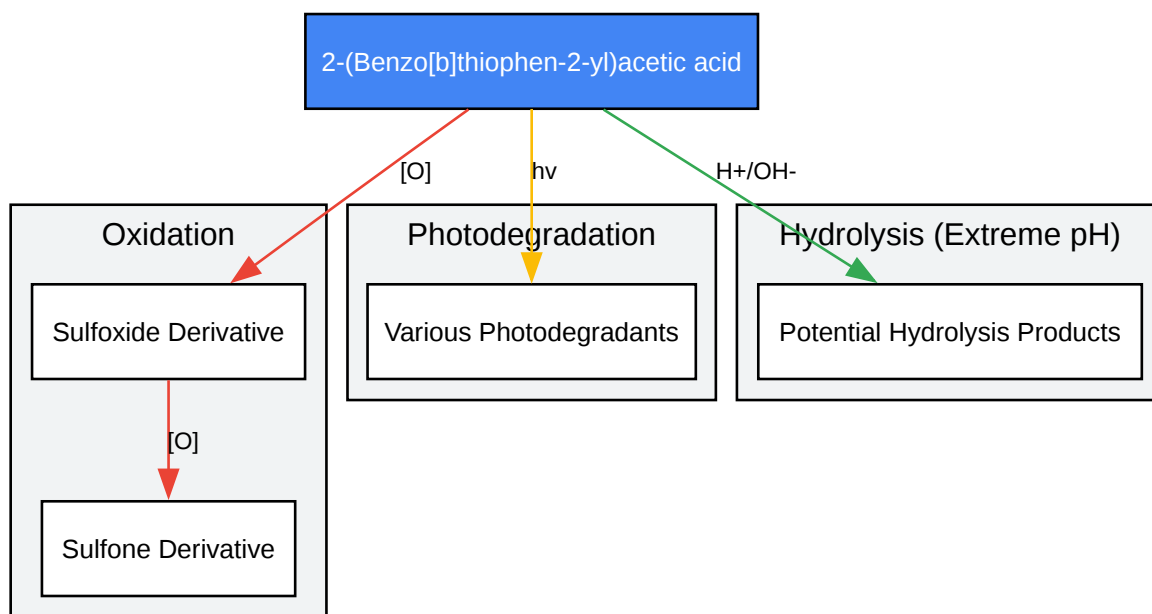 2-(Benzo[b]thiophen-2-yl)acetic acid
[O]
hv
H+/OH-
Oxidation
Photodegradation
Hydrolysis (Extreme pH)
Sulfoxide Derivative
Various Photodegradants
Potential Hydrolysis Products
[O]
Sulfone Derivative